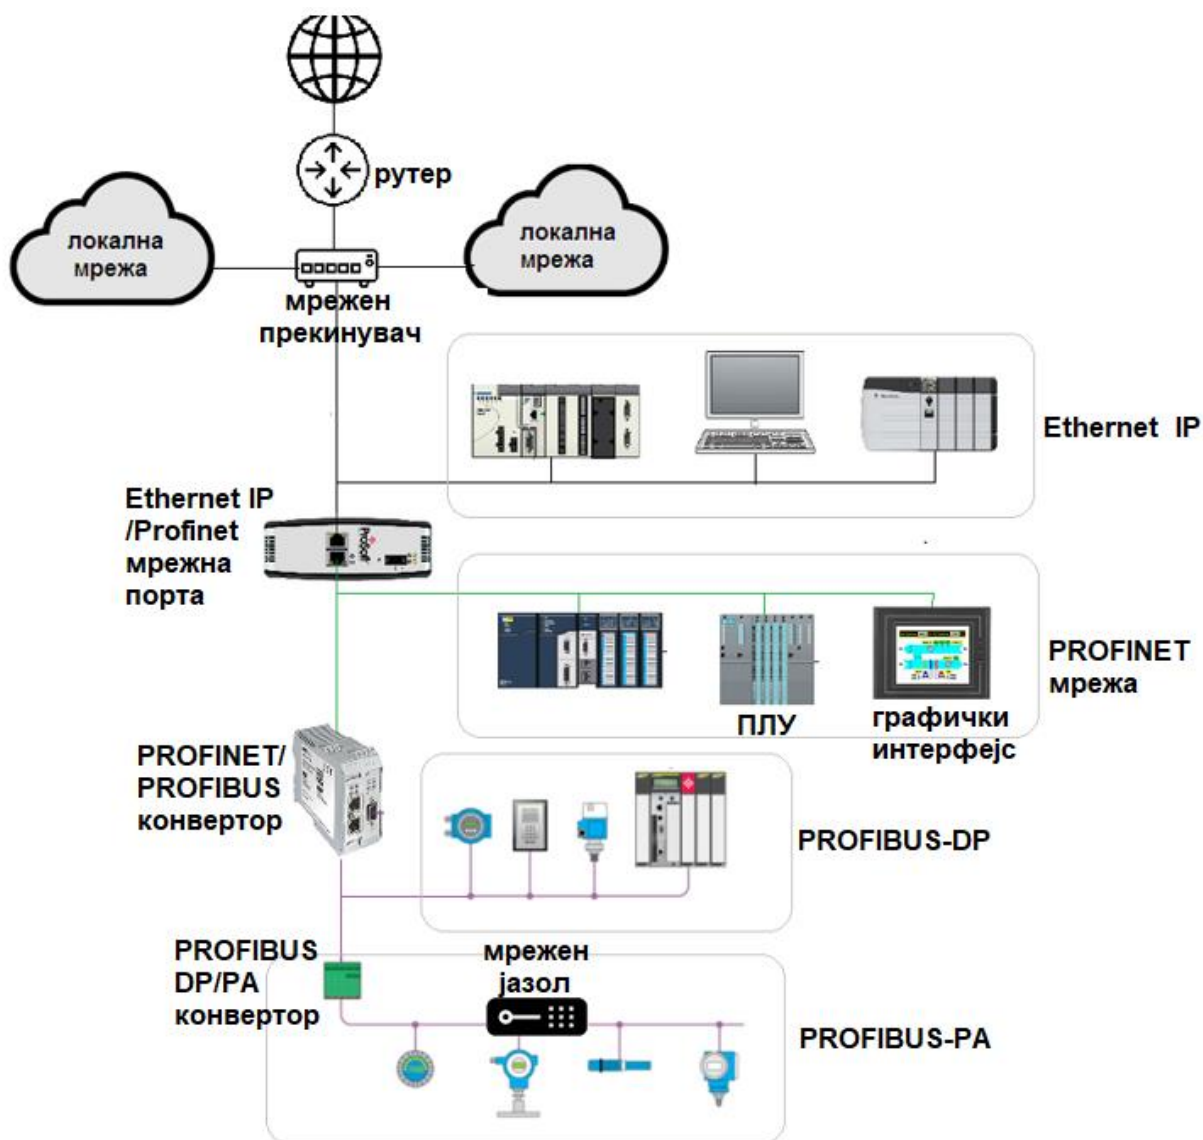 рутер
локална
мрежа
локална
мрежа
мрежен
прекинувач
Ethernet IP
Ethernet IP
/Profinet
мрежна
порта
ProSoft
PROFINET
мрежа
ПЛУ
графички
интерфејс
PROFINET/
PROFIBUS
конвертор
PROFIBUS-DP
PROFIBUS
DP/PA
конвертор
мрежен
јазол
PROFIBUS-PA